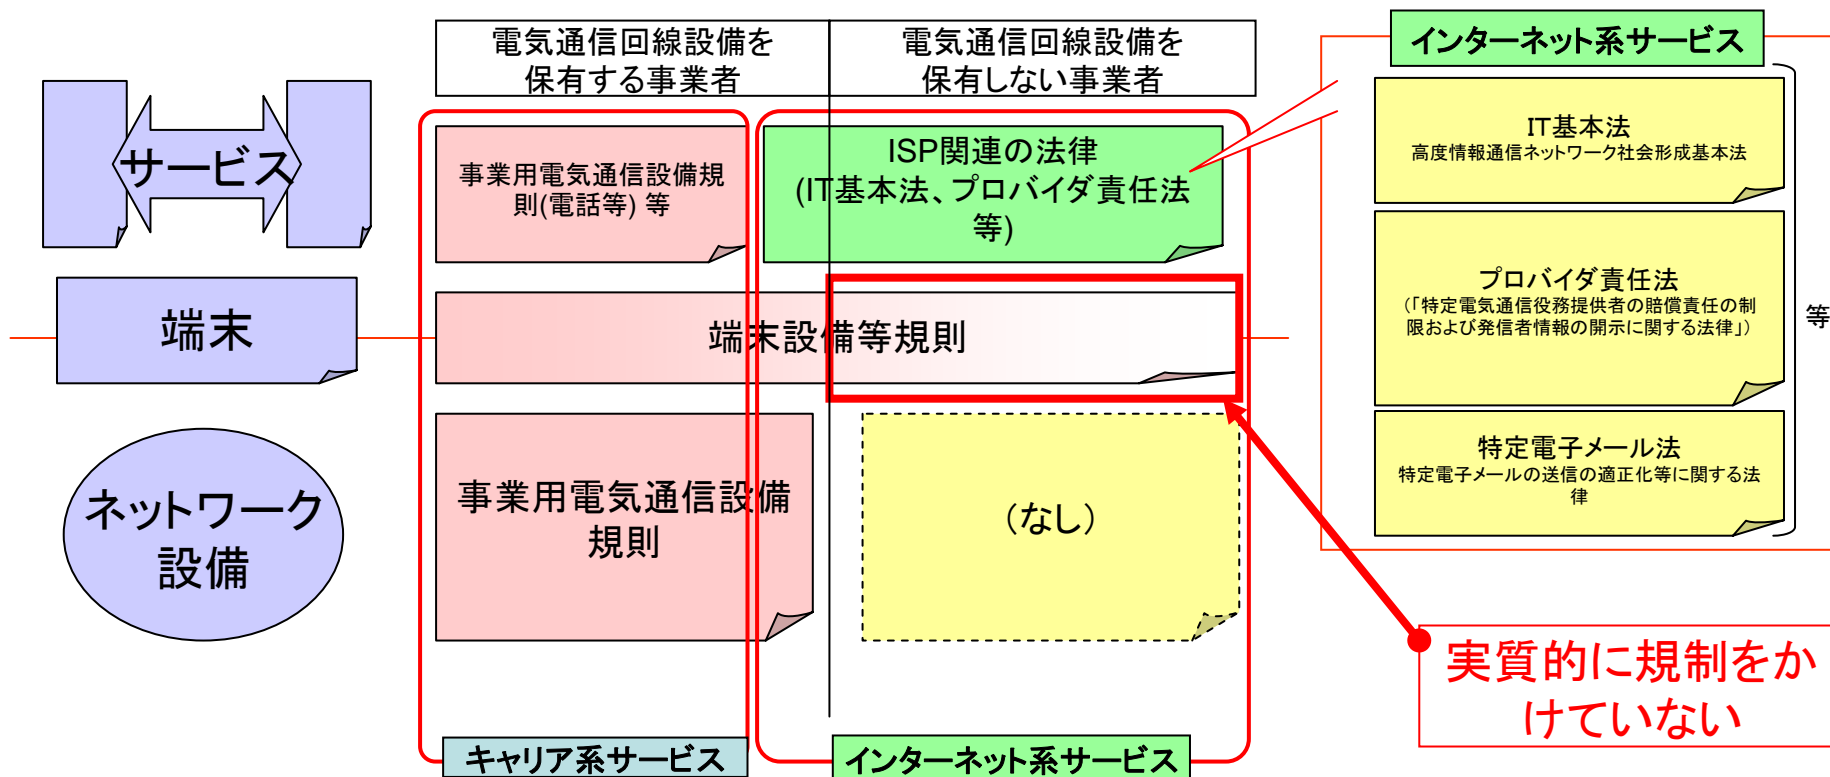 電気通信回線設備を
保有する事業者
電気通信回線設備を
保有しない事業者
インターネット系サービス
サービス
事業用電気通信設備規
則(電話等) 等
ISP関連の法律
(IT基本法、プロバイダ責任法
等)
IT基本法
高度情報通信ネットワーク社会形成基本法
プロバイダ責任法
(「特定電気通信役務提供者の賠償責任の制
限および発信者情報の開示に関する法律」)
等
特定電子メール法
特定電子メールの送信の適正化等に関する法
律
端末
端末設備等規則
ネットワーク
設備
事業用電気通信設備
規則
(なし)
実質的に規制をか
けていない
キャリア系サービス
インターネット系サービス